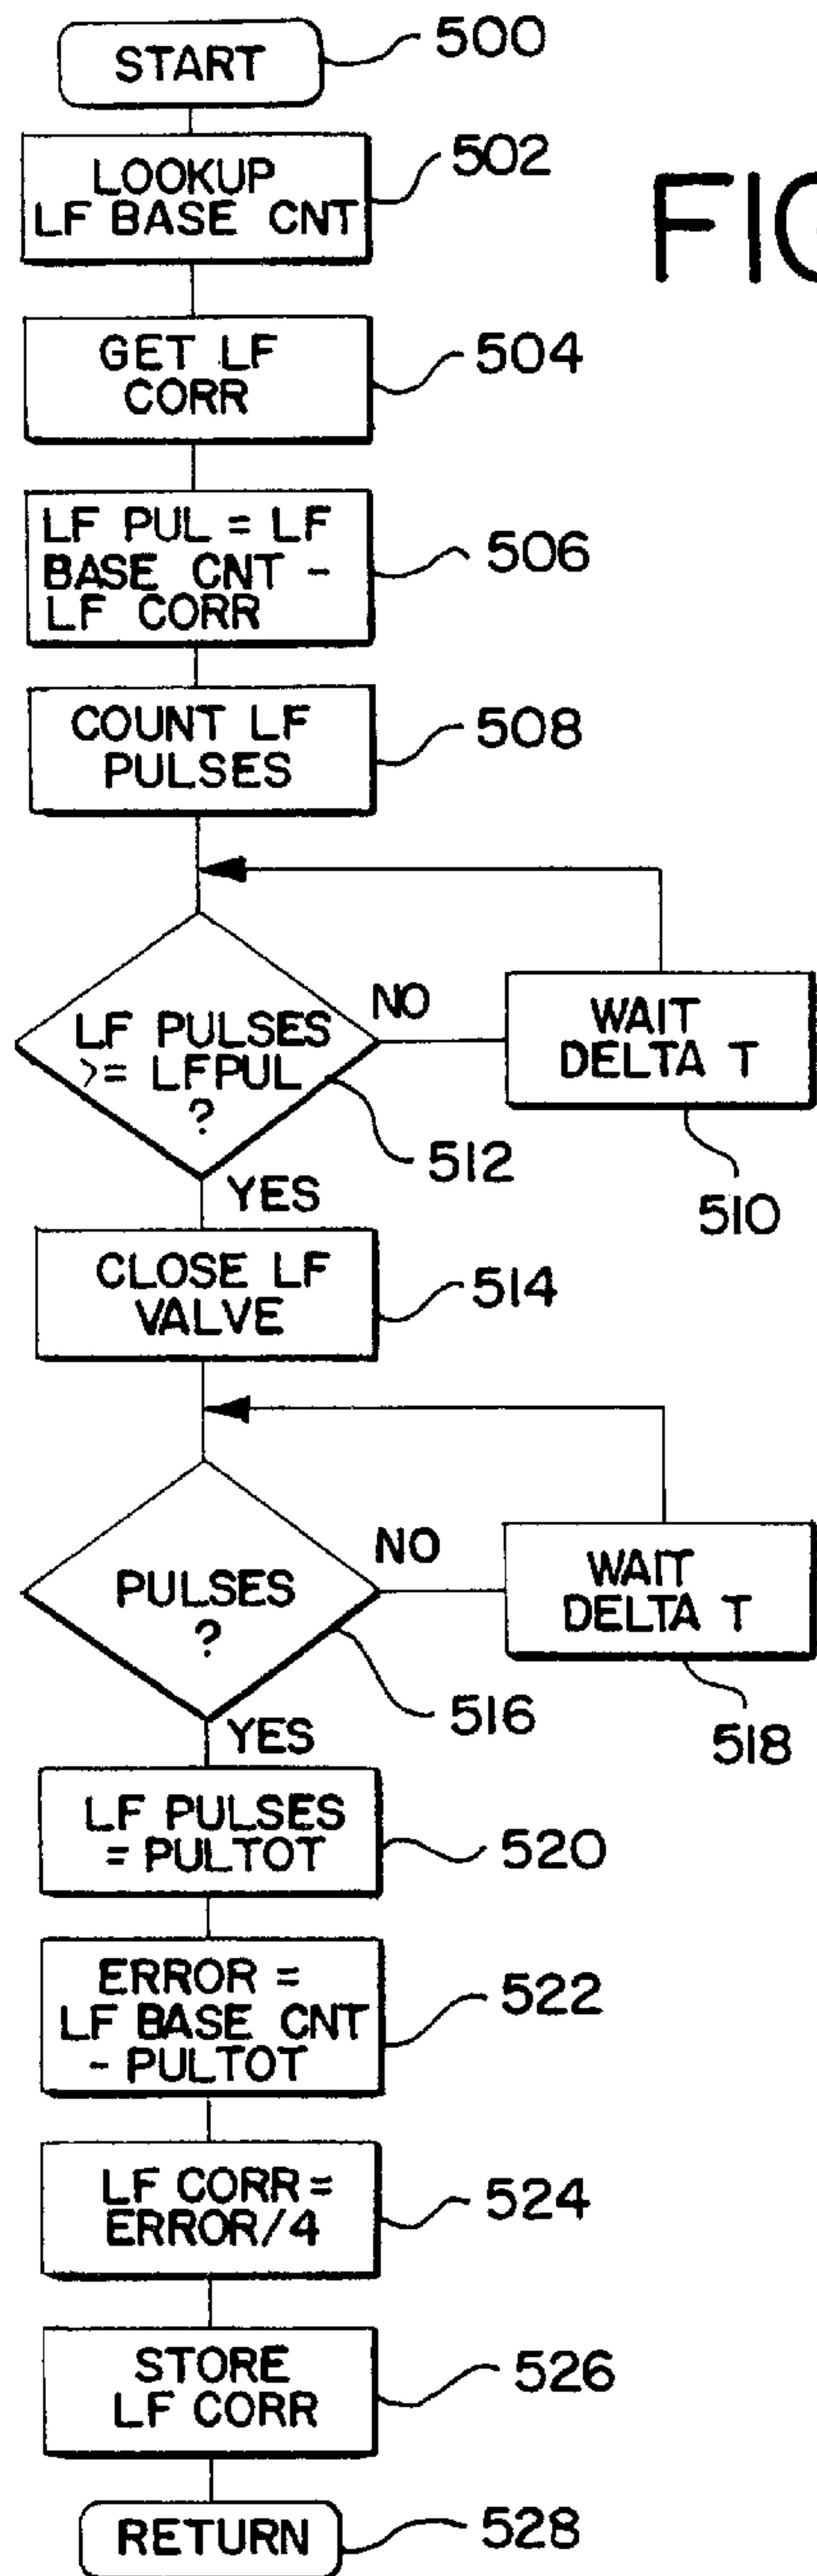 START
500
LOOKUP
LF BASE CNT
502
FIG
GET LF
CORR
504
LF PUL = LF
BASE CNT -
LF CORR
506
COUNT LF
PULSES
508
LF PULSES
>= LFPUL
?
NO
512
WAIT
DELTA T
510
YES
CLOSE LF
VALVE
514
PULSES
?
NO
516
WAIT
DELTA T
518
YES
LF PULSES
= PULTOT
520
ERROR =
LF BASE CNT
- PULTOT
522
LF CORR =
ERROR/4
524
STORE
LF CORR
526
RETURN
528